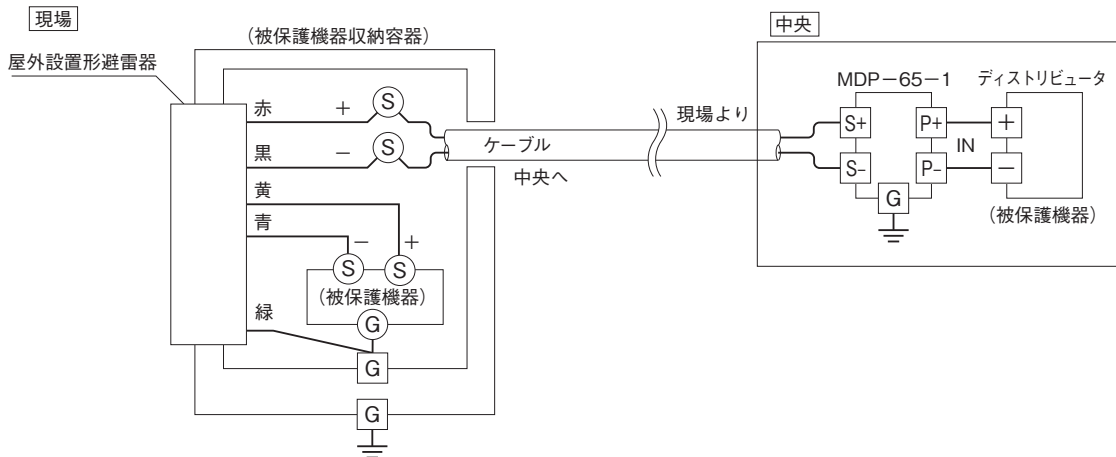 現場
(被保護機器収納容器)
屋外設置形避雷器
赤
+
S
黒
−
S
ケーブル
中央へ
現場より
黄
青
−
+
S
S
(被保護機器)
緑
G
G
G
中央
MDP−65−1
ディストリビュータ
S+
P+
+
IN
S−
P−
−
G
(被保護機器)